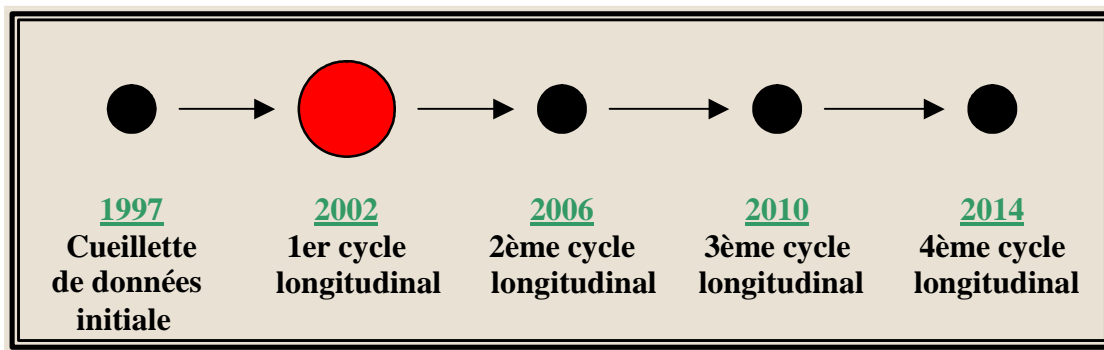 1997
Cueillette
de données
initiale
2002
1er cycle
longitudinal
2006
2ème cycle
longitudinal
2010
3ème cycle
longitudinal
2014
4ème cycle
longitudinal